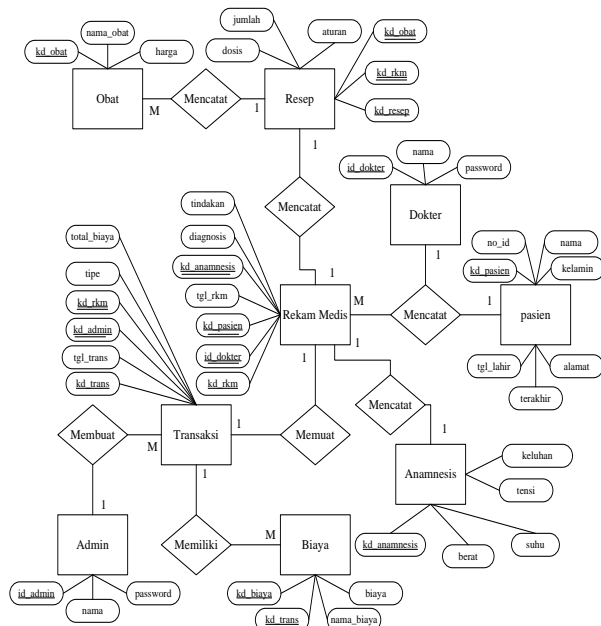 jumlah
nama_obat
aturan
kd_obat
kd_obat
harga
dosis
kd_rkm
Obat
Mencatat
Resep
M
1
kd_resep
1
nama
id_dokter
password
Mencatat
tindakan
Dokter
total_biaya
diagnosis
no_id
nama
tipe
kd_anamnesis
1
kd_pasien
kelamin
kd_rkm
tgl_rkm
1
M
1
Rekam Medis
Mencatat
pasien
kd_admin
kd_pasien
tgl_trans
id_dokter
1
1
tgl_lahir
alamat
kd_trans
kd_rkm
terakhir
Mencatat
Membuat
Transaksi
1
Memuat
1
M
keluhan
1
Anamnesis
tensi
1
M
Admin
Memiliki
Biaya
kd_anamnesis
suhu
berat
id_admin
password
kd_biaya
biaya
nama
kd_trans
nama_biaya